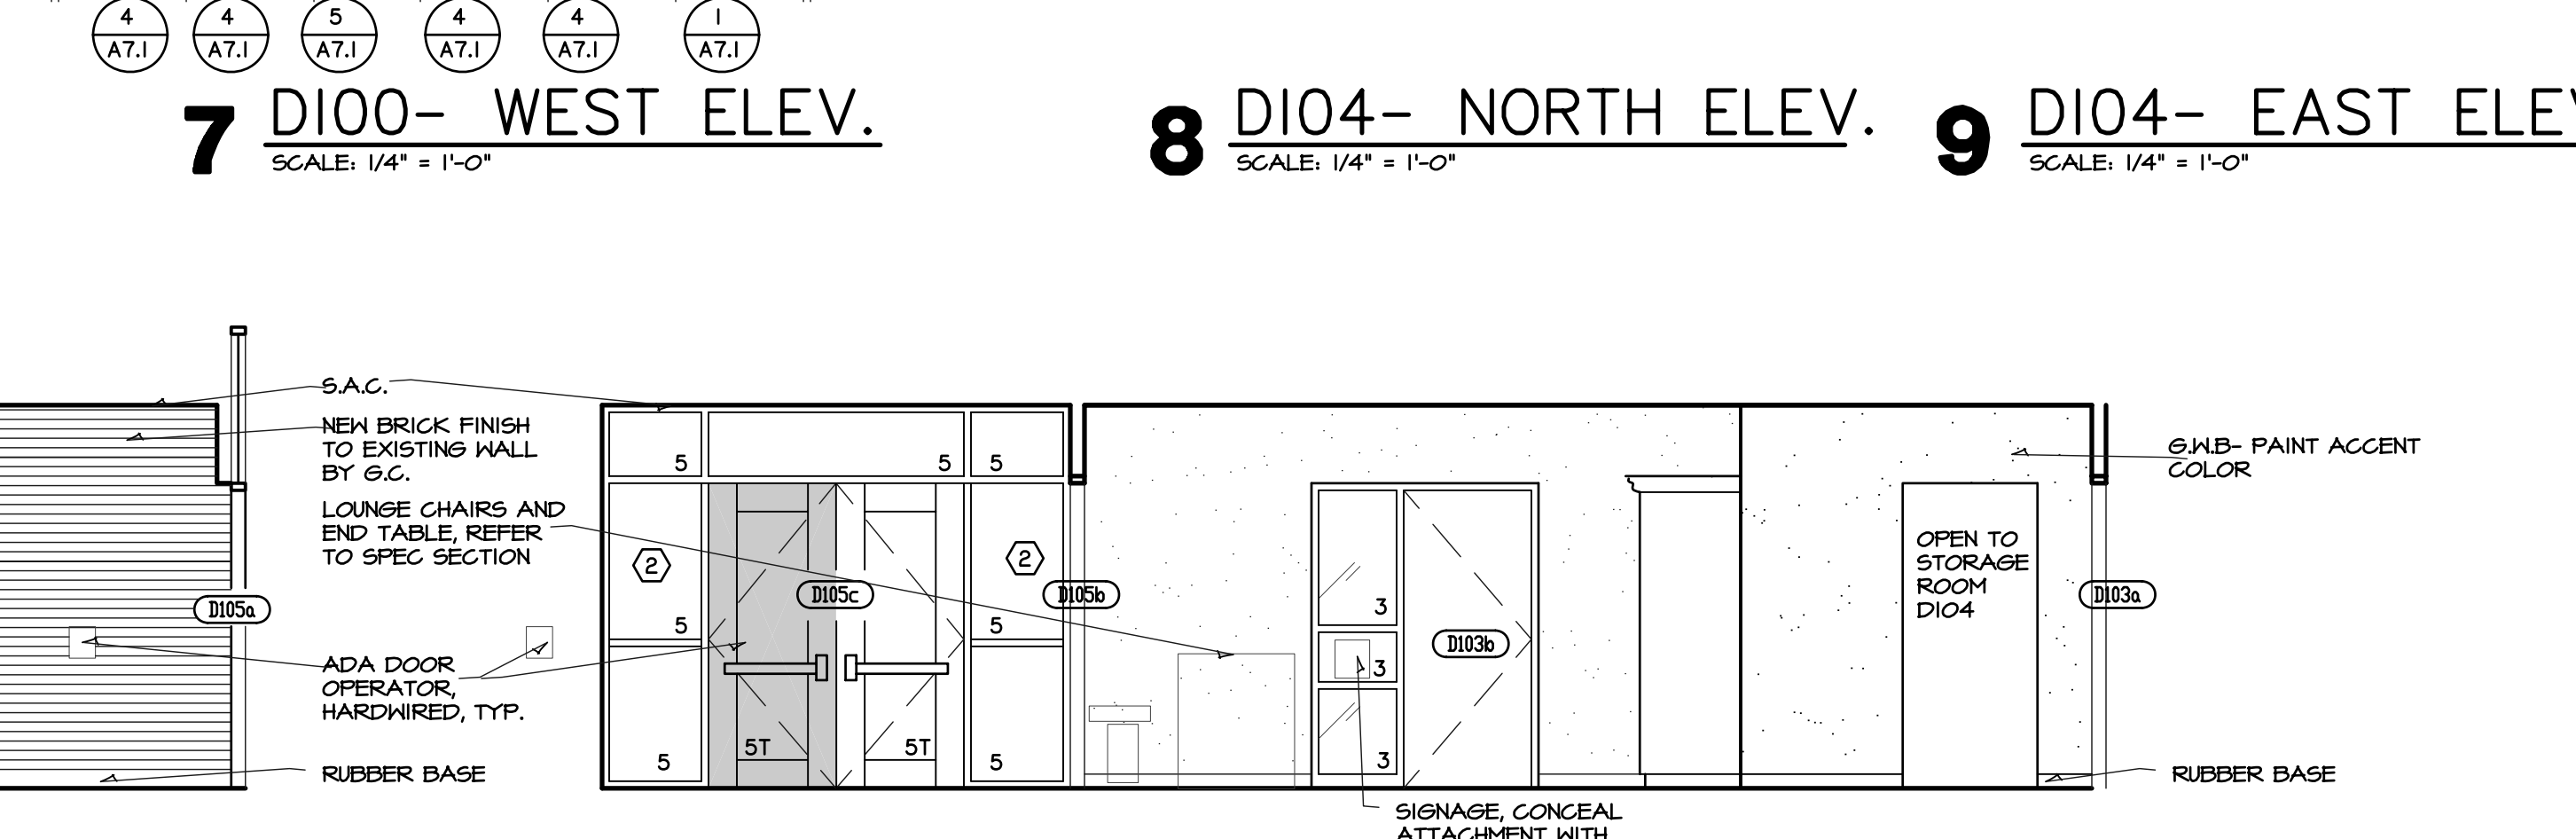 4 4 5 4 4 1
A7.1 A7.1 A7.1 A7.1 A7.1 A7.1
7 D100- WEST ELEV.
SCALE: 1/4" = 1'-0"
8 D104- NORTH ELEV.
SCALE: 1/4" = 1'-0"
9 D104- EAST ELEV
SCALE: 1/4" = 1'-0"
S.A.C.
NEW BRICK FINISH
TO EXISTING WALL
BY G.C.
LOUNGE CHAIRS AND
END TABLE, REFER
TO SPEC SECTION
D105a
ADA DOOR
OPERATOR,
HARDWIRED, TYP.
RUBBER BASE
5 5 5
2 2
D105c D105b
5 5
5 5T 5T 5
3
D103b
3
3
SIGNAGE, CONCEAL
ATTACHMENT WITH
OPEN TO
STORAGE
ROOM
D104
D103a
G.W.B- PAINT ACCENT
COLOR
RUBBER BASE